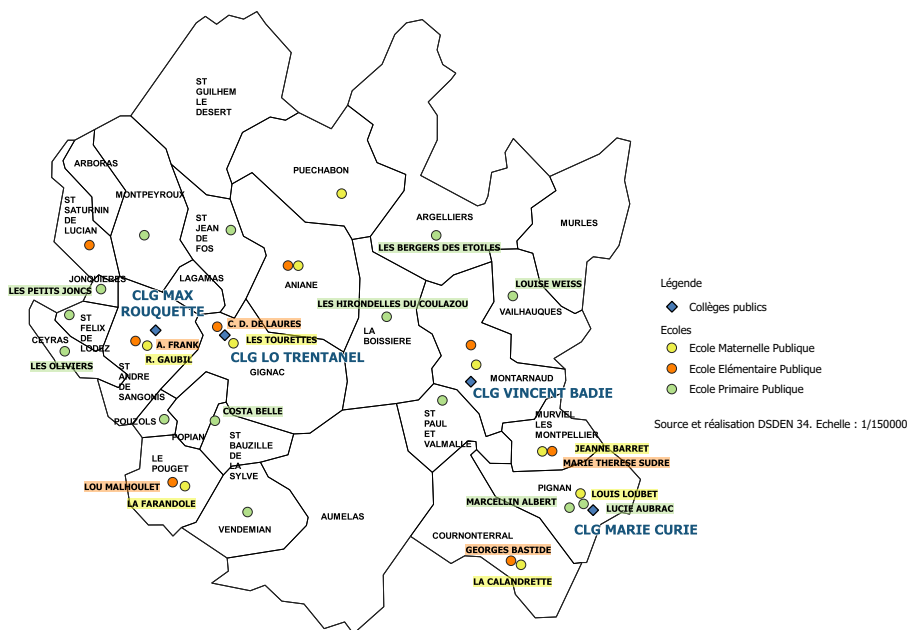 ST
GUILHEM
LE
DESERT
ARBORAS
PUECHABON
MONTPEYROUX
ST
SATURNIN
DE
LUCIAN
ST
JEAN
DE
FOS
ARGELLIERS
MURLES
LES BERGERS DES ETOILES
JONQUIERES
LAGAMAS
ANIANE
LES PETITS JONCS
CLG MAX
ROUQUETTE
LES HIRONDELLES DU COULAZOU
LOUISE WEISS
VAILHAUQUES
Légende
Collèges publics
Ecoles
Ecole Maternelle Publique
Ecole Elémentaire Publique
Ecole Primaire Publique
Source et réalisation DSDEN 34. Echelle : 1/150000
ST
FELIX
DE
LODEZ
CEYRAS
LES OLIVIERS
C. D. DE LAURES
LES TOURETTES
CLG LO TRENTANEL
GIGNAC
A. FRANK
R. GAUBIL
LA
BOISSIERE
ST
ANDRE
DE
SANGONIS
MONTARNAUD
CLG VINCENT BADIE
COSTA BELLE
POUZOLS
POPIAN
ST
PAUL
ET
VALMALLE
MURVIEL
LES
MONTPELLIER
JEANNE BARRET
MARIE THERESE SUDRE
ST
BAUZILLE
DE
LA
SYLVE
LE
POUGET
LOU MALHOULET
LA FARANDOLE
VENDEMIAN
AUMELAS
PIGNAN
LOUIS LOUBET
MARCELLIN ALBERT
LUCIE AUBRAC
CLG MARIE CURIE
COURNONTERRAL
GEORGES BASTIDE
LA CALANDRETTE